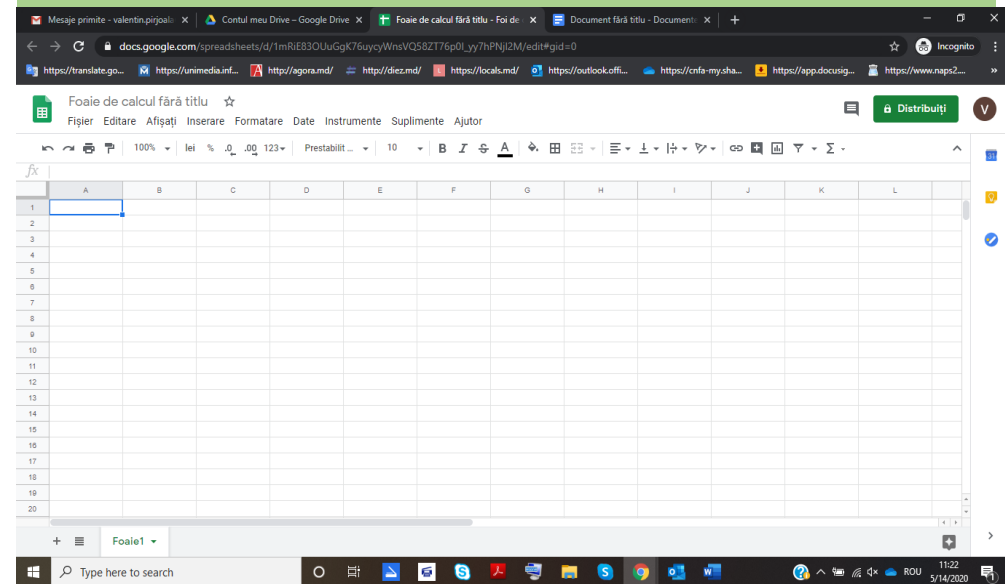 Mesaje primite - valentin.pirjoala Contul meu Drive – Google Drive Foaie de calcul fără titlu - Foi de c Document fără titlu - Documente
docs.google.com/spreadsheets/d/1mRiE83OUuGgK76uycyWnsVQ58ZT76p0I_yy7hPNjI2M/edit#gid=0 Incognito
https://translate.go... https://unimedia.inf... http://agora.md/ http://diez.md/ https://locals.md/ https://outlook.offi... https://cnfa-my.sha... https://app.docusig... https://www.naps2.... »
Foaie de calcul fără titlu
Distribuiți V
Fișier Editare Afișați Inserare Formatare Date Instrumente Suplimente Ajutor
100% lei % .0 .00 123 Prestabilit ... 10 B I S A Σ 31
fx
A B C D E F G H I J K L
1
2
3
4
5
6
7
8
9
10
11
12
13
14
15
16
17
18
19
20
+ Foaie1
Type here to search ROU 11:22
5/14/2020